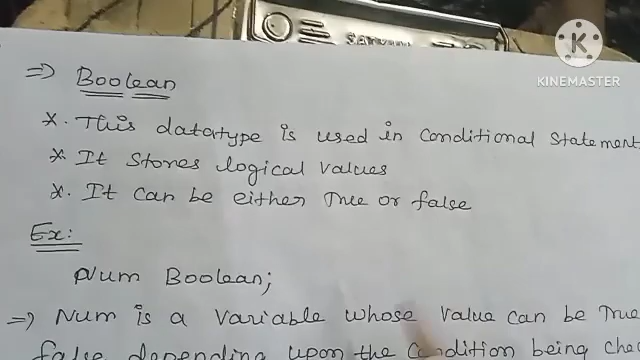 KINEMASTER
=> Boolean
*. This datatype is used in Conditional Statement
*. It stores logical values
*. It can be either True or false
Ex:
Num Boolean;
=> Num is a variable whose value can be True
false depending upon the Condition being